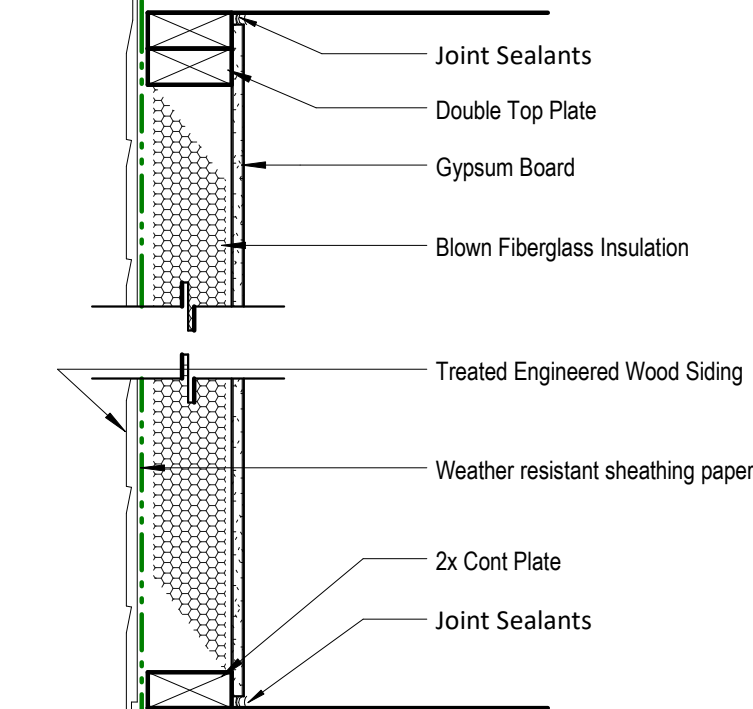 Joint Sealants
Double Top Plate
Gypsum Board
Blown Fiberglass Insulation
Treated Engineered Wood Siding
Weather resistant sheathing paper
2x Cont Plate
Joint Sealants